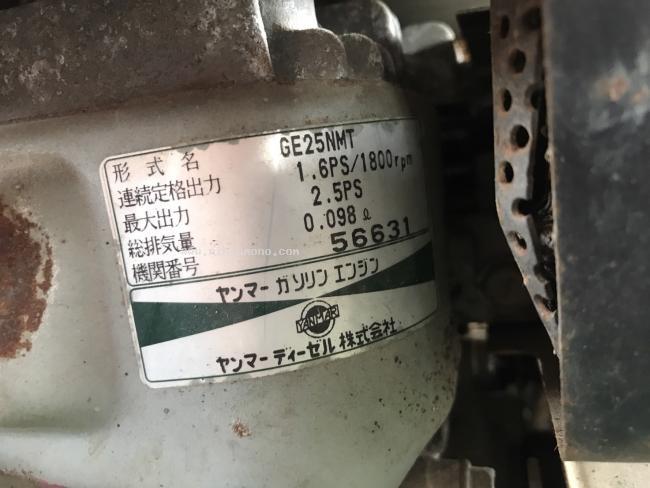 形式名 GE25NMT
連続定格出力 1.6PS/1800rpm
最大出力 2.5PS
総排気量 0.098ℓ
機関番号 56631
ヤンマー ガソリン エンジン
YANMAR
ヤンマー ディーゼル 株式会社